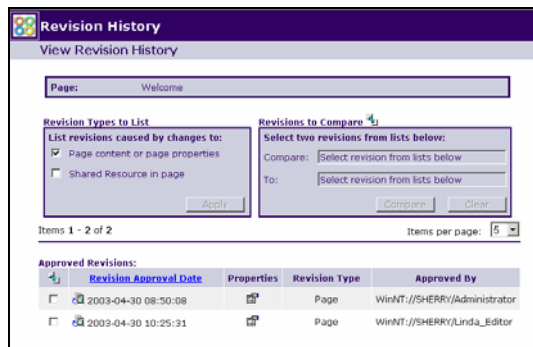 Revision History
View Revision History
Page: Welcome
Revision Types to List
List revisions caused by changes to:
Page content or page properties
Shared Resource in page
Apply
Revisions to Compare
Select two revisions from lists below:
Compare: Select revision from lists below
To: Select revision from lists below
Compare Clear
Items 1 - 2 of 2 Items per page: 5
Approved Revisions:
Revision Approval Date Properties Revision Type Approved By
2003-04-30 08:50:08 Page WinNT://SHERRY/Administrator
2003-04-30 10:25:31 Page WinNT://SHERRY/Linda_Editor